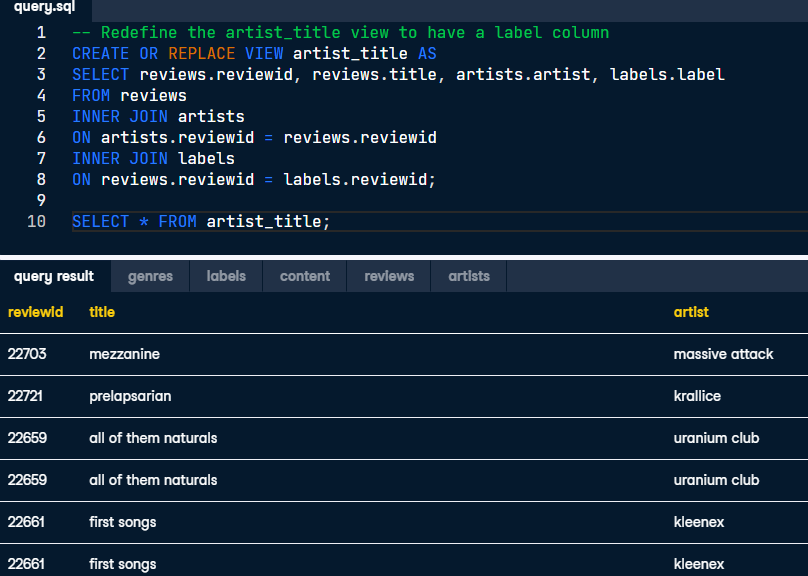 query.sql
1 -- Redefine the artist_title view to have a label column
2 CREATE OR REPLACE VIEW artist_title AS
3 SELECT reviews.reviewid, reviews.title, artists.artist, labels.label
4 FROM reviews
5 INNER JOIN artists
6 ON artists.reviewid = reviews.reviewid
7 INNER JOIN labels
8 ON reviews.reviewid = labels.reviewid;
9
10 SELECT * FROM artist_title;
query result genres labels content reviews artists
reviewid title artist
22703 mezzanine massive attack
22721 prelapsarian krallice
22659 all of them naturals uranium club
22659 all of them naturals uranium club
22661 first songs kleenex
22661 first songs kleenex